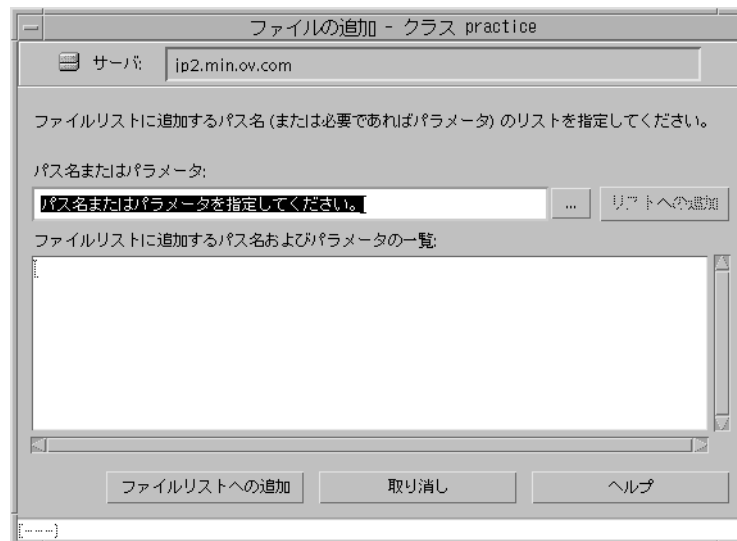 ファイルの追加 - クラス practice
サーバ: ip2.min.ov.com
ファイルリストに追加するパス名 (または必要であればパラメータ) のリストを指定してください。
パス名またはパラメータ:
パス名またはパラメータを指定してください。 ... リストへの追加
ファイルリストに追加するパス名およびパラメータの一覧:
ファイルリストへの追加 取り消し ヘルプ
[---]